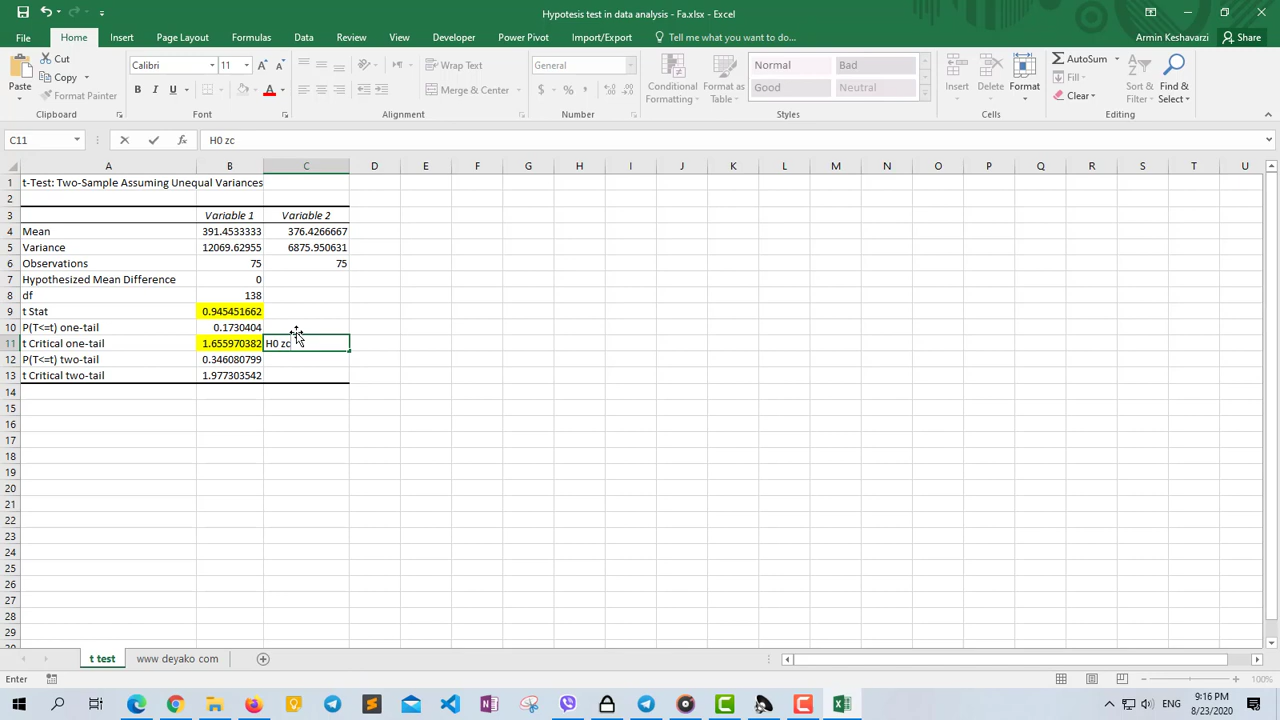 Hypotesis test in data analysis - Fa.xlsx - Excel
File Home Insert Page Layout Formulas Data Review View Developer Power Pivot Import/Export Tell me what you want to do... Armin Keshavarzi Share
Paste Cut Copy Format Painter Clipboard
Calibri 11 B I U A A A Font
Wrap Text Merge & Center Alignment
General $ % , Number
Conditional Formatting Format as Table Normal Bad Good Neutral Styles
Insert Delete Format Cells
AutoSum Fill Clear Sort & Filter Find & Select Editing
C11 fx H0 zc
A B C D E F G H I J K L M N O P Q R S T U
1 t-Test: Two-Sample Assuming Unequal Variances
2
3 Variable 1 Variable 2
4 Mean 391.4533333 376.4266667
5 Variance 12069.62955 6875.950631
6 Observations 75 75
7 Hypothesized Mean Difference 0
8 df 138
9 t Stat 0.945451662
10 P(T<=t) one-tail 0.1730404
11 t Critical one-tail 1.655970382 H0 zc
12 P(T<=t) two-tail 0.346080799
13 t Critical two-tail 1.977303542
14
15
16
17
18
19
20
21
22
23
24
25
26
27
28
29
t test www deyako com
Enter 100%
ENG 9:16 PM
8/23/2020